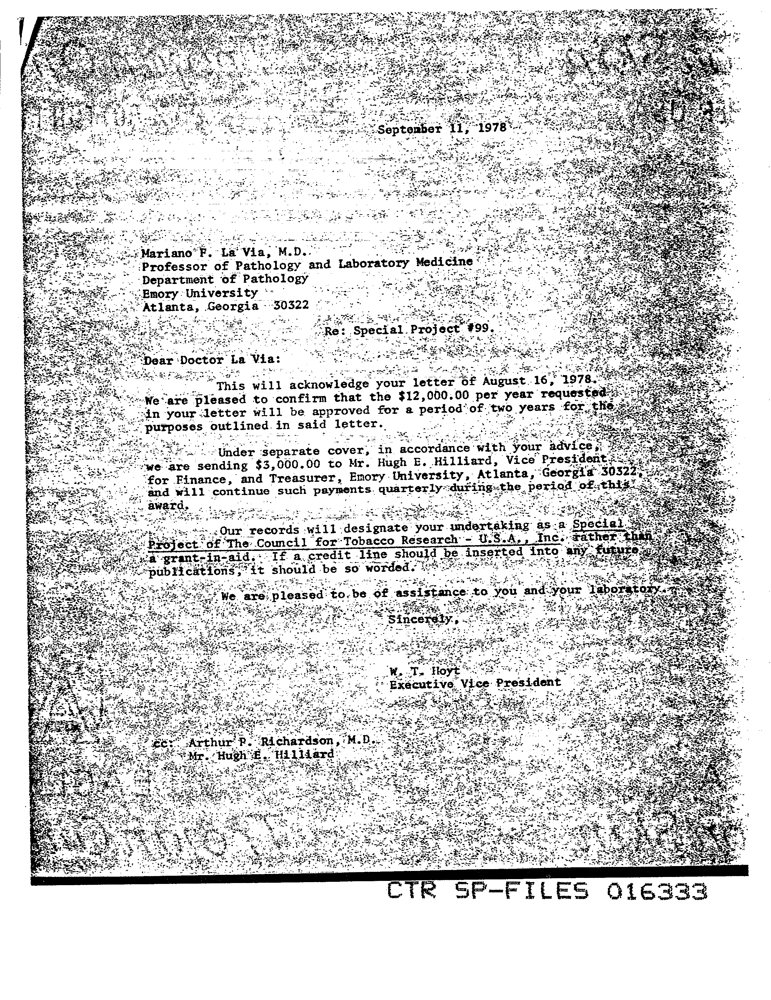 September 11, 1978
Mariano F. La Via, M.D.
Professor of Pathology and Laboratory Medicine
Department of Pathology
Emory University
Atlanta, Georgia 30322
Re: Special Project #99.
Dear Doctor La Via:
This will acknowledge your letter of August 16, 1978.
We are pleased to confirm that the $12,000.00 per year requested
in your letter will be approved for a period of two years for the
purposes outlined in said letter.
Under separate cover, in accordance with your advice,
we are sending $3,000.00 to Mr. Hugh E. Hilliard, Vice President
for Finance, and Treasurer, Emory University, Atlanta, Georgia 30322,
and will continue such payments quarterly during the period of this
award.
Our records will designate your undertaking as a Special
Project of The Council for Tobacco Research - U.S.A., Inc. rather than
a grant-in-aid. If a credit line should be inserted into any future
publications, it should be so worded.
We are pleased to be of assistance to you and your laboratory.
Sincerely,
W. T. Hoyt
Executive Vice President
cc: Arthur P. Richardson, M.D.
Mr. Hugh E. Hilliard
CTR SP-FILES 016333